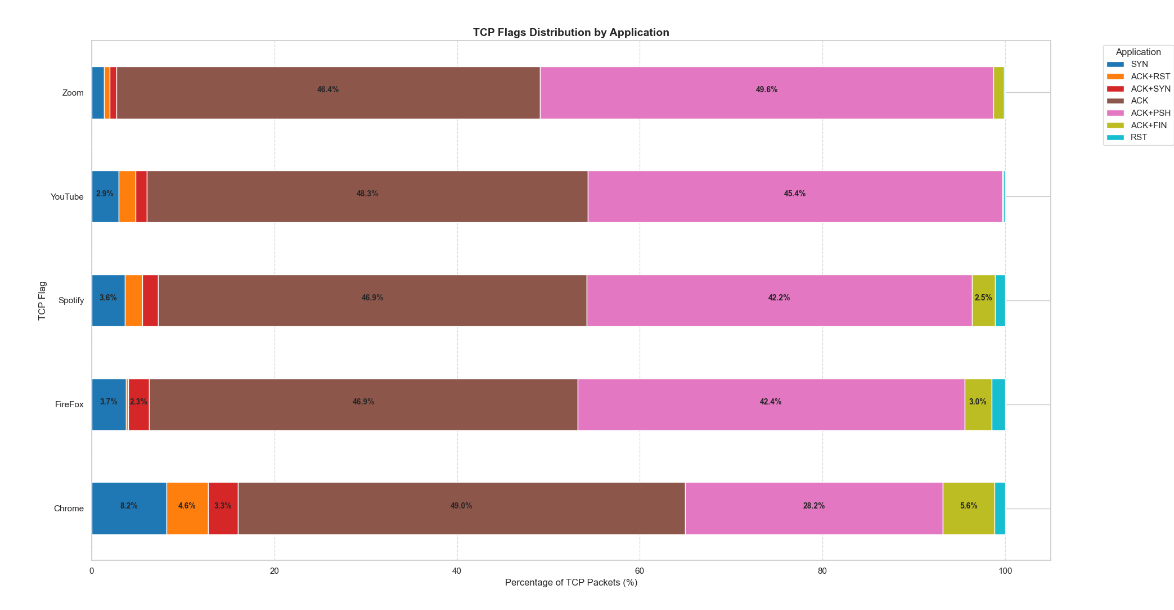 TCP Flags Distribution by Application
Application
SYN
ACK+RST
ACK+SYN
ACK
ACK+PSH
ACK+FIN
RST
TCP Flag
Zoom
46.4%
49.6%
YouTube
2.9%
48.3%
45.4%
Spotify
3.6%
46.9%
42.2%
2.5%
FireFox
3.7%
2.3%
46.9%
42.4%
3.0%
Chrome
8.2%
4.6%
3.3%
49.0%
28.2%
5.6%
0
20
40
60
80
100
Percentage of TCP Packets (%)